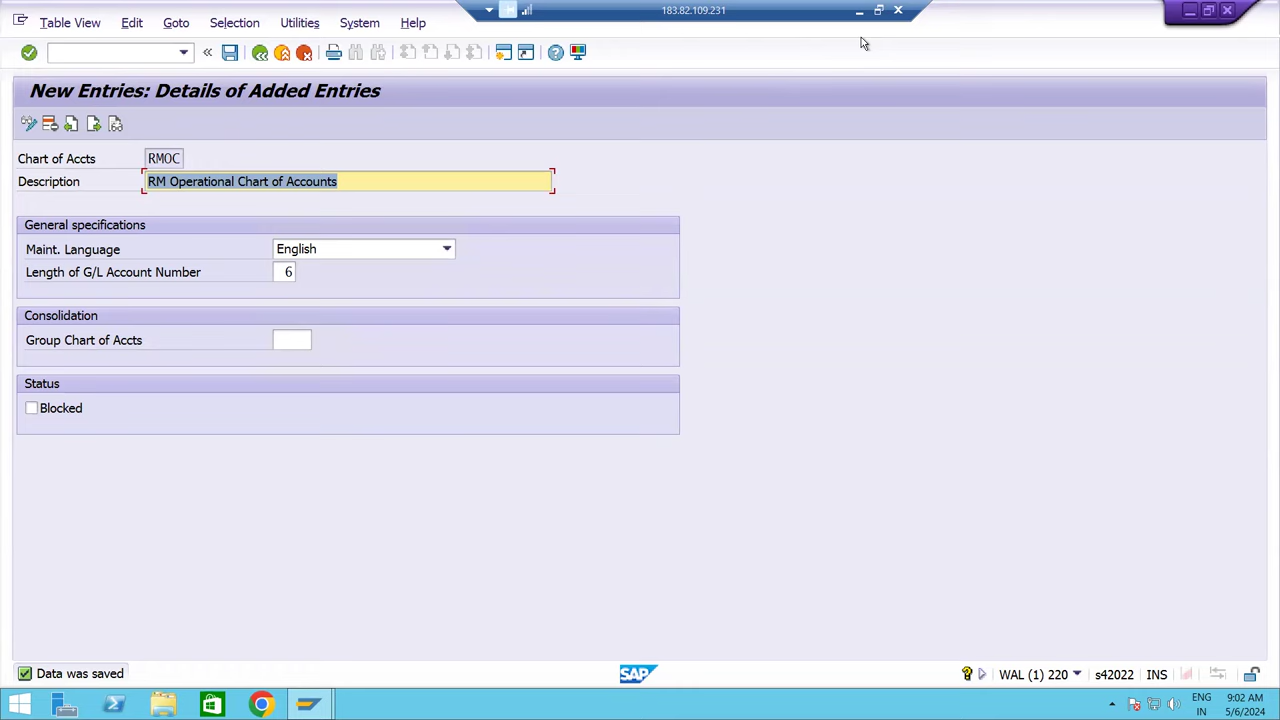 183.82.109.231
Table View Edit Goto Selection Utilities System Help
New Entries: Details of Added Entries
Chart of Accts RMOC
Description RM Operational Chart of Accounts
General specifications
Maint. Language English
Length of G/L Account Number 6
Consolidation
Group Chart of Accts
Status
Blocked
Data was saved SAP WAL (1) 220 s42022 INS
ENG 9:02 AM
IN 5/6/2024